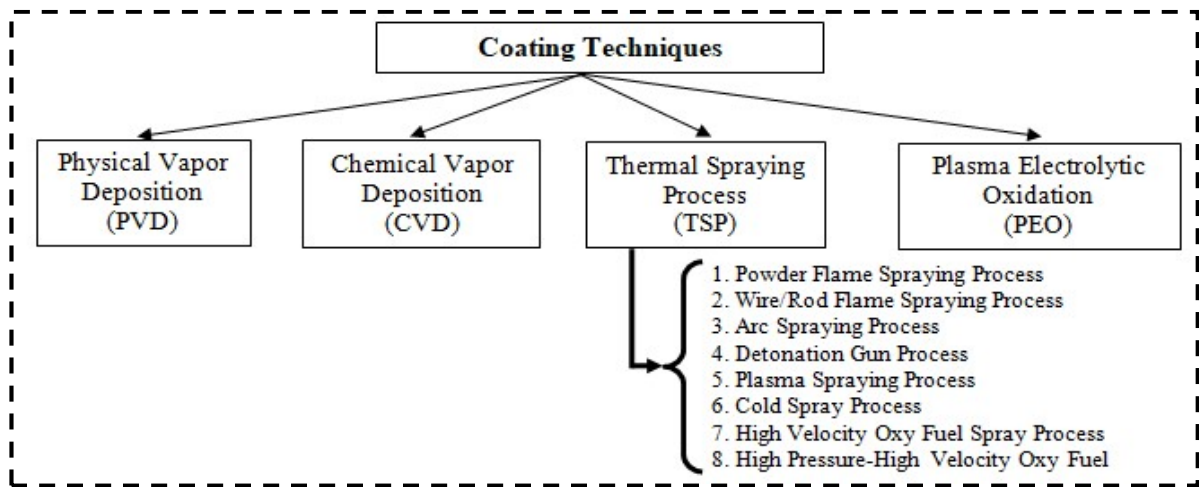 Coating Techniques
Physical Vapor
Deposition
(PVD)
Chemical Vapor
Deposition
(CVD)
Thermal Spraying
Process
(TSP)
Plasma Electrolytic
Oxidation
(PEO)
1. Powder Flame Spraying Process
2. Wire/Rod Flame Spraying Process
3. Arc Spraying Process
4. Detonation Gun Process
5. Plasma Spraying Process
6. Cold Spray Process
7. High Velocity Oxy Fuel Spray Process
8. High Pressure-High Velocity Oxy Fuel